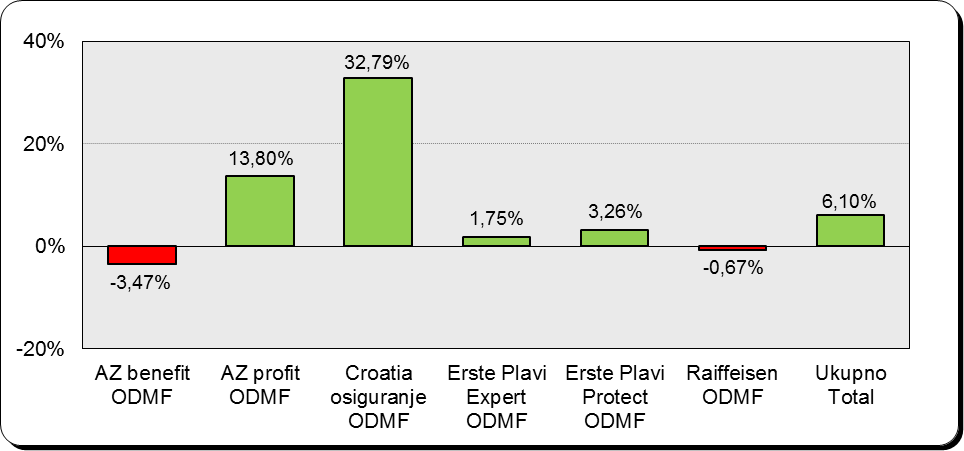 40%
20%
0%
-20%
-3,47%
13,80%
32,79%
1,75%
3,26%
-0,67%
6,10%
AZ benefit
ODMF
AZ profit
ODMF
Croatia
osiguranje
ODMF
Erste Plavi
Expert
ODMF
Erste Plavi
Protect
ODMF
Raiffeisen
ODMF
Ukupno
Total